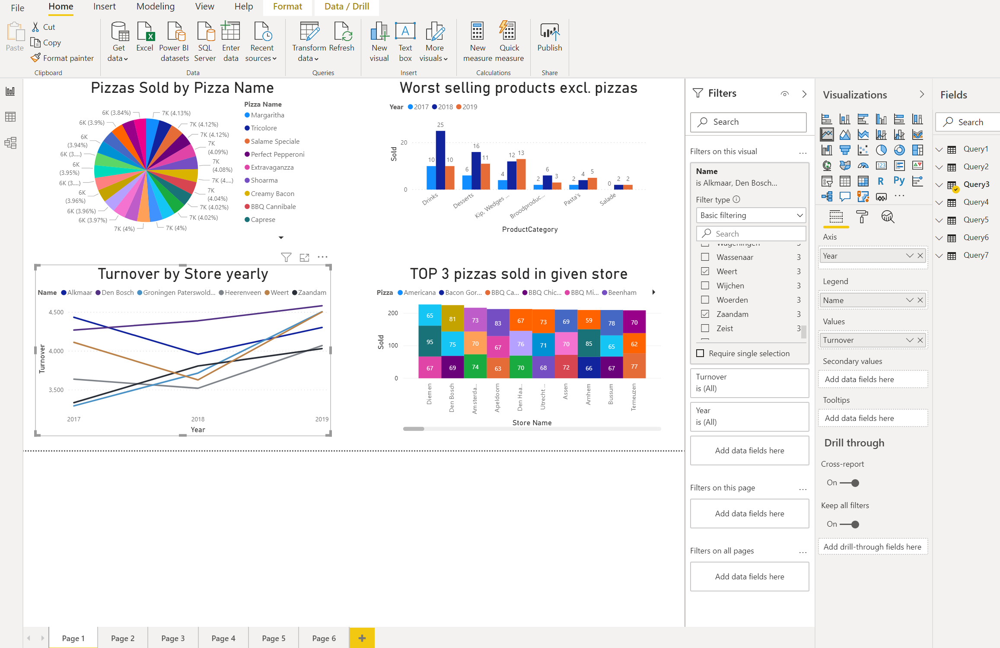 File Home Insert Modeling View Help Format Data / Drill
Paste
Cut
Copy
Format painter
Clipboard
Get data
Excel
Power BI datasets
SQL Server
Enter data
Recent sources
Data
Transform data
Refresh
Queries
New visual
Text box
More visuals
Insert
New measure
Quick measure
Calculations
Publish
Share
Pizzas Sold by Pizza Name
6K (3.84%)
7K (4.13%)
6K (3.9%)
7K (4.12%)
6K (3.94%)
7K (4.12%)
6K (3....)
7K (4.09%)
6K (3.95%)
7K (4.08%)
6K (3....)
7K (4....)
6K (3.96%)
7K (4.04%)
6K (3.96%)
7K (4.02%)
6K (3.97%)
7K (4.02%)
7K (4%)
7K (4%)
Pizza Name
Margaritha
Tricolore
Salame Speciale
Perfect Pepperoni
Extravaganzza
Shoarma
Creamy Bacon
BBQ Cannibale
Caprese
Worst selling products excl. pizzas
Year 2017 2018 2019
Sold
20
0
10 25 10
6 16 11
4 12 13
2 6 3
2 4 5
0 2 2
Drinks
Desserts
Kip, Wedges ...
Broodproduc...
Pasta's
Salade
ProductCategory
Turnover by Store yearly
Name Alkmaar Den Bosch Groningen Paterswold... Heerenveen Weert Zaandam
Turnover
4,500
4,000
3,500
2017 2018 2019
Year
TOP 3 pizzas sold in given store
Pizza Americana Bacon Gor... BBQ Ca... BBQ Chic... BBQ Mi... Beenham
Sold
200
100
0
65 81 73 83 67 73 69 59 78 70
95 75 70 67 76 71 70 85 65 62
67 69 74 63 70 68 72 66 67 77
Diemen
Den Bosch
Amsterda...
Apeldoorn
Den Haa...
Utrecht ...
Assen
Arnhem
Bussum
Terneuzen
Store Name
Filters
Search
Filters on this visual ...
Name
is Alkmaar, Den Bosch...
Filter type
Basic filtering
Search
Wageningen 3
Wassenaar 3
Weert 3
Wijchen 3
Woerden 3
Zaandam 3
Zeist 3
Require single selection
Turnover
is (All)
Year
is (All)
Add data fields here
Filters on this page ...
Add data fields here
Filters on all pages ...
Add data fields here
Visualizations
123
R
Py
...
Axis
Year
Legend
Name
Values
Turnover
Secondary values
Add data fields here
Tooltips
Add data fields here
Drill through
Cross-report
On
Keep all filters
On
Add drill-through fields here
Fields
Search
Query1
Query2
Query3
Query4
Query5
Query6
Query7
Page 1 Page 2 Page 3 Page 4 Page 5 Page 6 +